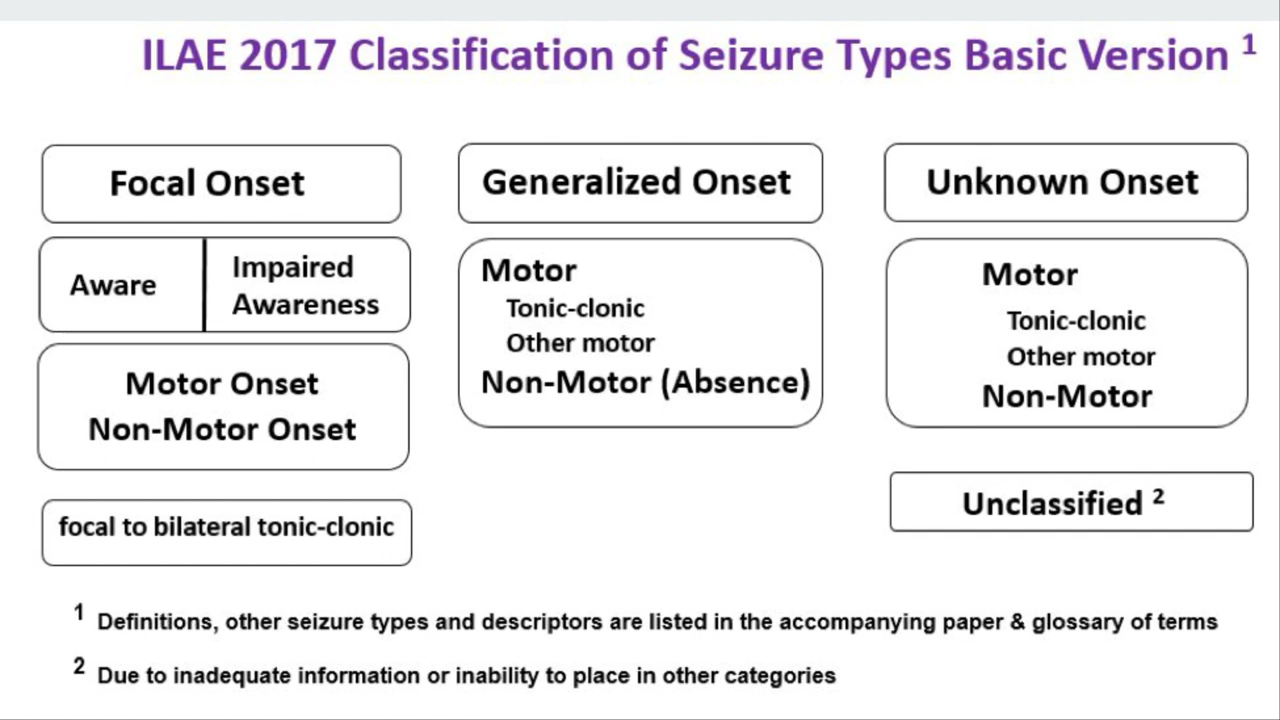 ILAE 2017 Classification of Seizure Types Basic Version 1
Focal Onset
Aware
Impaired
Awareness
Motor Onset
Non-Motor Onset
focal to bilateral tonic-clonic
Generalized Onset
Motor
Tonic-clonic
Other motor
Non-Motor (Absence)
Unknown Onset
Motor
Tonic-clonic
Other motor
Non-Motor
Unclassified 2
1 Definitions, other seizure types and descriptors are listed in the accompanying paper & glossary of terms
2 Due to inadequate information or inability to place in other categories